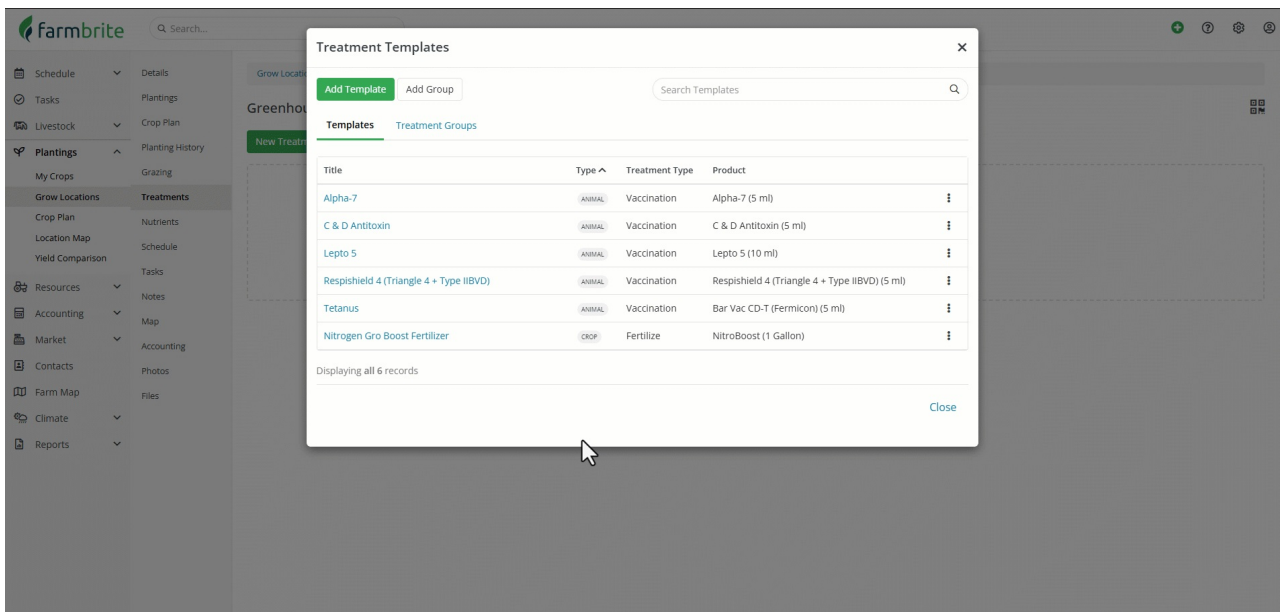 farmbrite
Search...
Schedule
Tasks
Livestock
Plantings
My Crops
Grow Locations
Crop Plan
Location Map
Yield Comparison
Resources
Accounting
Market
Contacts
Farm Map
Climate
Reports
Details
Plantings
Crop Plan
Planting History
Grazing
Treatments
Nutrients
Schedule
Tasks
Notes
Map
Accounting
Photos
Files
Treatment Templates
Add Template Add Group Search Templates
Templates Treatment Groups
Title Type Treatment Type Product
Alpha-7 ANIMAL Vaccination Alpha-7 (5 ml)
C & D Antitoxin ANIMAL Vaccination C & D Antitoxin (5 ml)
Lepto 5 ANIMAL Vaccination Lepto 5 (10 ml)
Respishield 4 (Triangle 4 + Type IIBVD) ANIMAL Vaccination Respishield 4 (Triangle 4 + Type IIBVD) (5 ml)
Tetanus ANIMAL Vaccination Bar Vac CD-T (Fermicon) (5 ml)
Nitrogen Gro Boost Fertilizer CROP Fertilize NitroBoost (1 Gallon)
Displaying all 6 records
Close